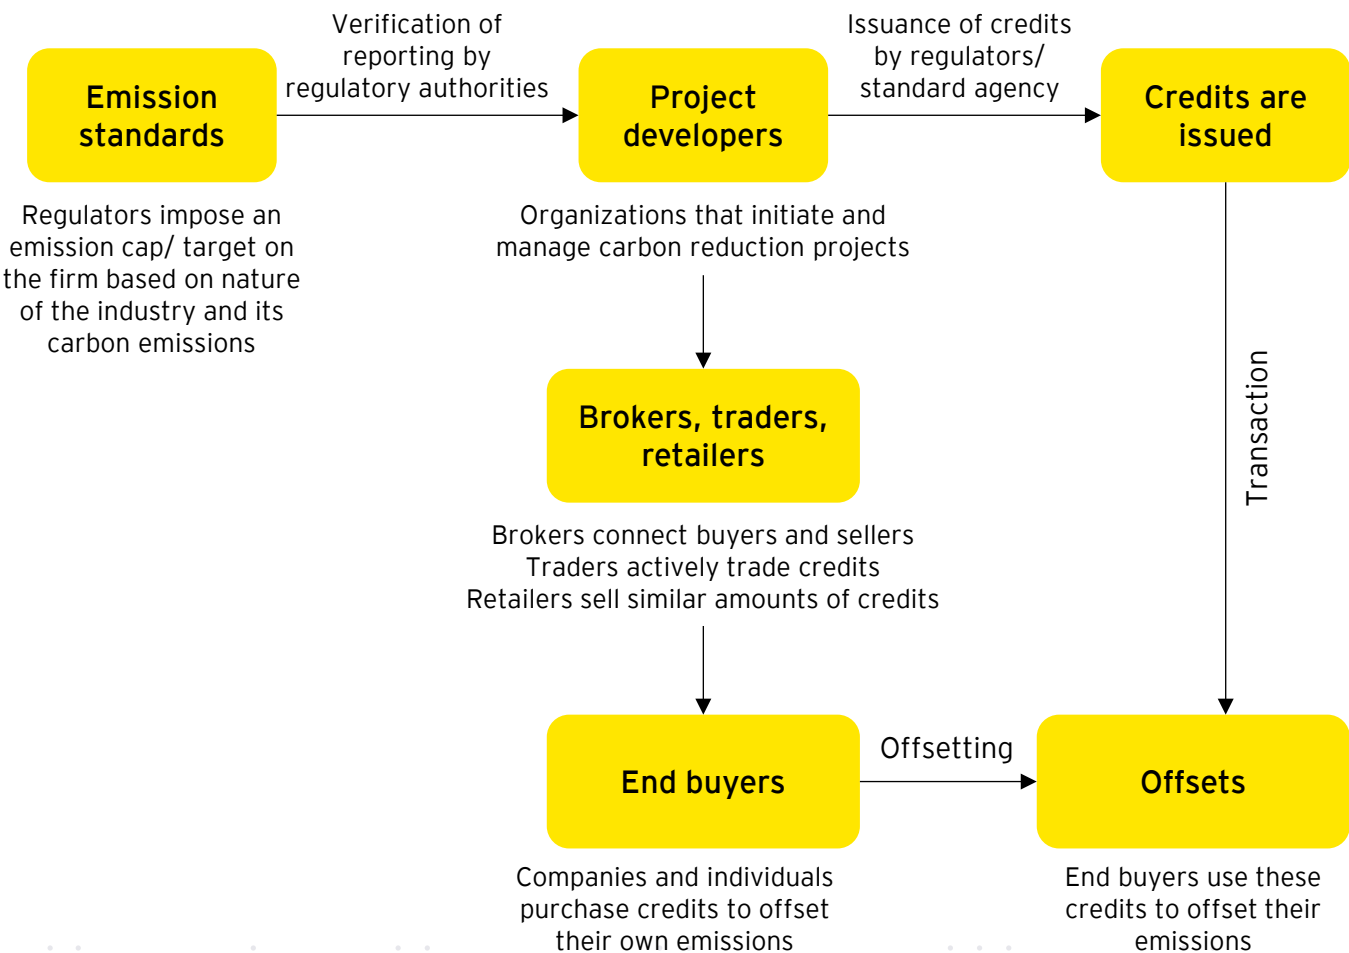 Emission
standards
Verification of
reporting by
regulatory authorities
Project
developers
Issuance of credits
by regulators/
standard agency
Credits are
issued
Regulators impose an
emission cap/ target on
the firm based on nature
of the industry and its
carbon emissions
Organizations that initiate and
manage carbon reduction projects
Brokers, traders,
retailers
Transaction
Brokers connect buyers and sellers
Traders actively trade credits
Retailers sell similar amounts of credits
End buyers
Offsetting
Offsets
Companies and individuals
purchase credits to offset
their own emissions
End buyers use these
credits to offset their
emissions